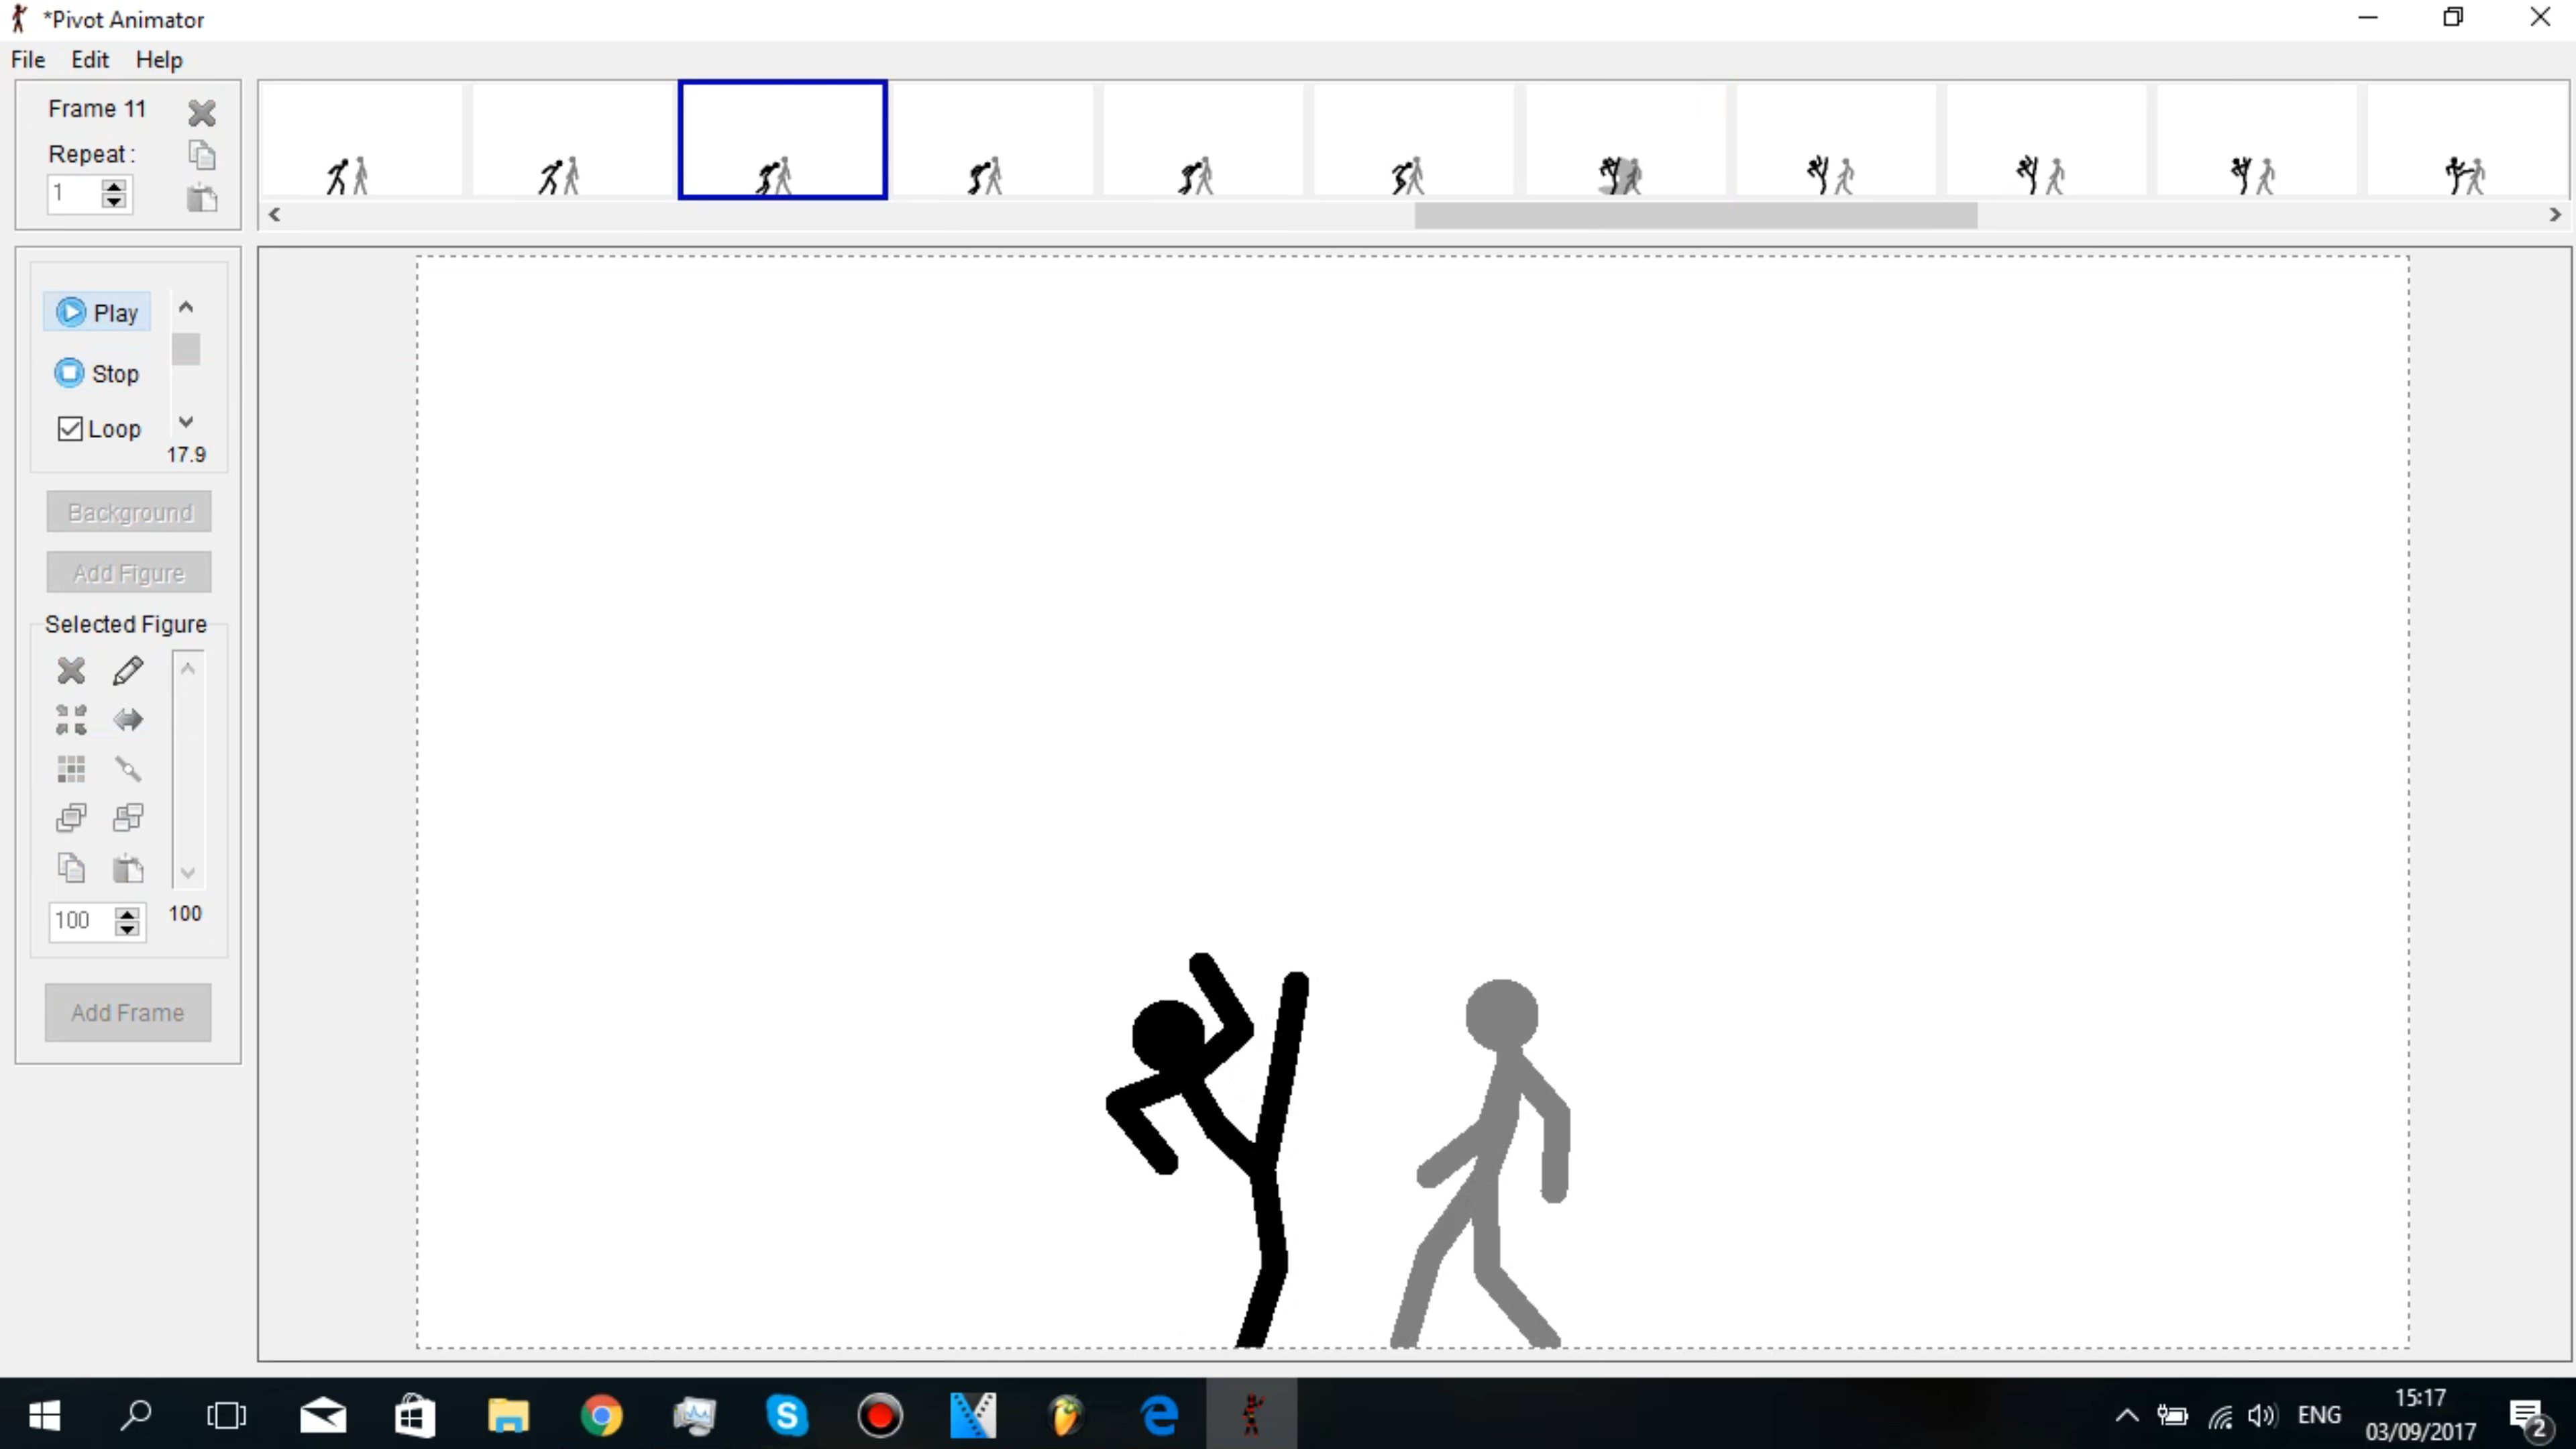 *Pivot Animator
File Edit Help
Frame 11
Repeat :
1
Play
Stop
Loop
17.9
Background
Add Figure
Selected Figure
100 100
Add Frame
ENG
15:17
03/09/2017
2